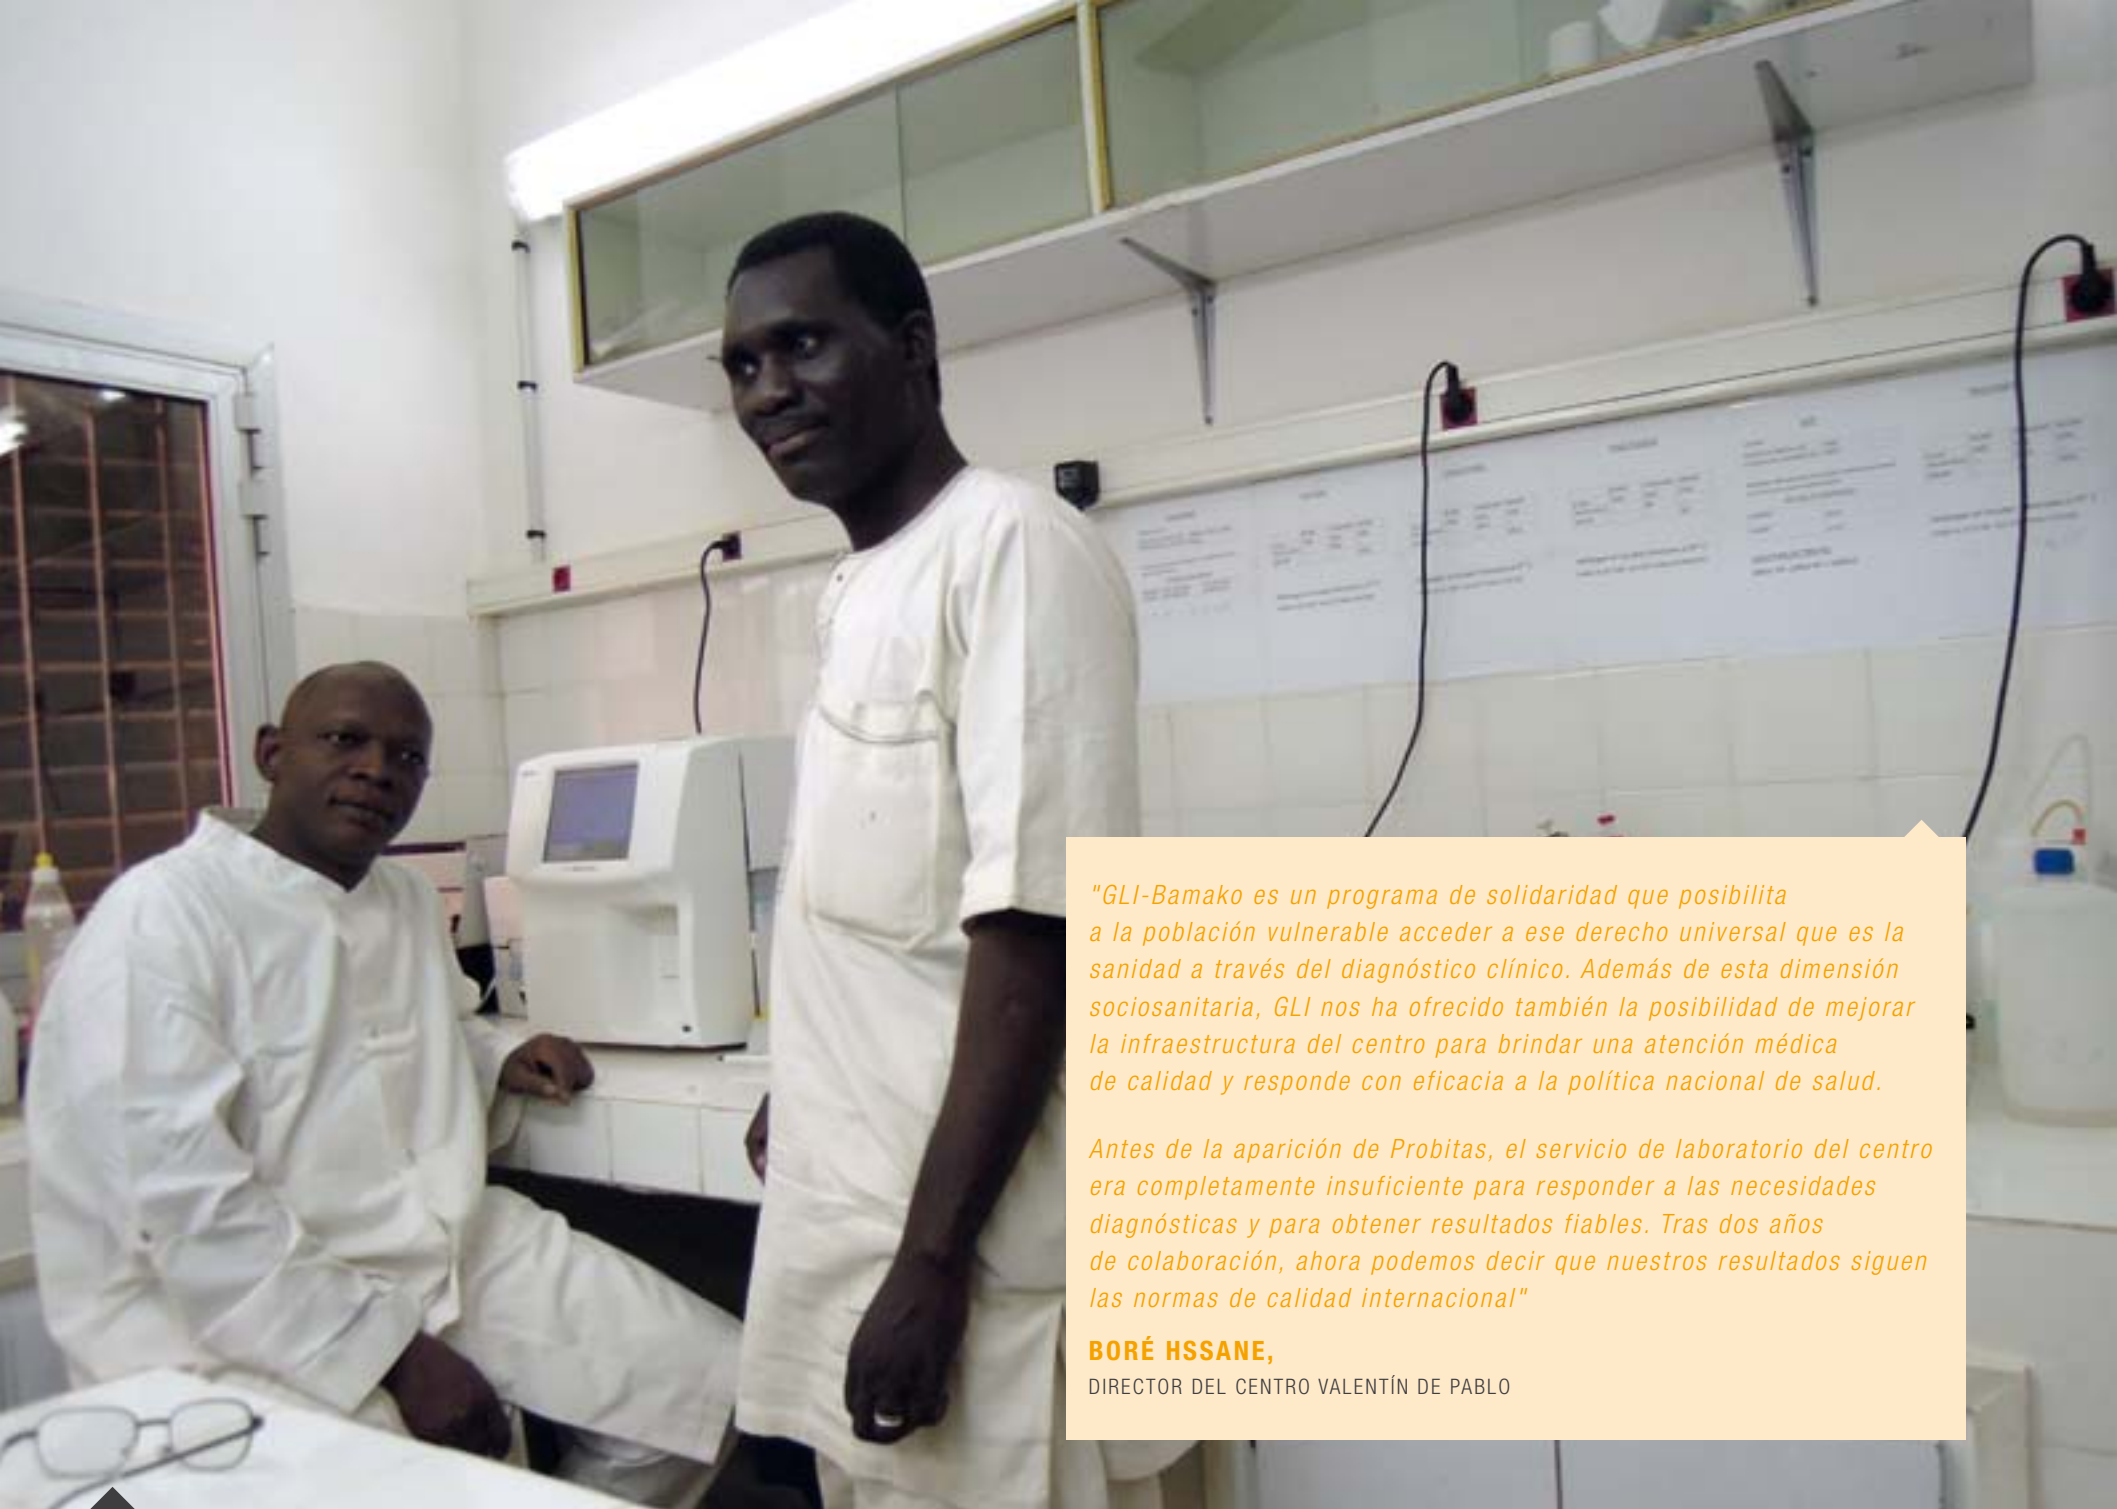 "GLI-Bamako es un programa de solidaridad que posibilita
a la población vulnerable acceder a ese derecho universal que es la
sanidad a través del diagnóstico clínico. Además de esta dimensión
sociosanitaria, GLI nos ha ofrecido también la posibilidad de mejorar
la infraestructura del centro para brindar una atención médica
de calidad y responde con eficacia a la política nacional de salud.
Antes de la aparición de Probitas, el servicio de laboratorio del centro
era completamente insuficiente para responder a las necesidades
diagnósticas y para obtener resultados fiables. Tras dos años
de colaboración, ahora podemos decir que nuestros resultados siguen
las normas de calidad internacional"
BORÉ HSSANE,
DIRECTOR DEL CENTRO VALENTÍN DE PABLO